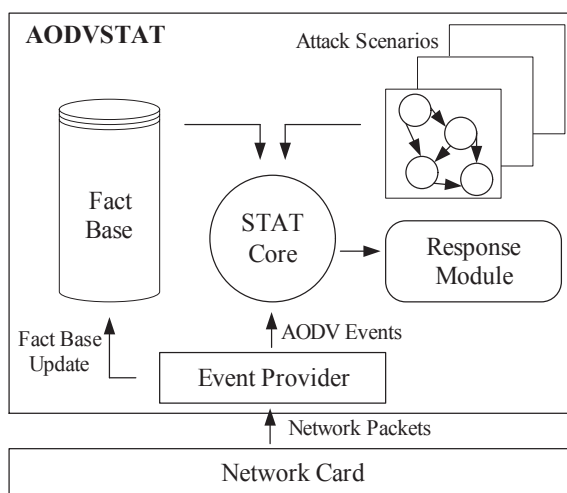 AODVSTAT
Attack Scenarios
Fact
Base
STAT
Core
Response
Module
Fact Base
Update
AODV Events
Event Provider
Network Packets
Network Card